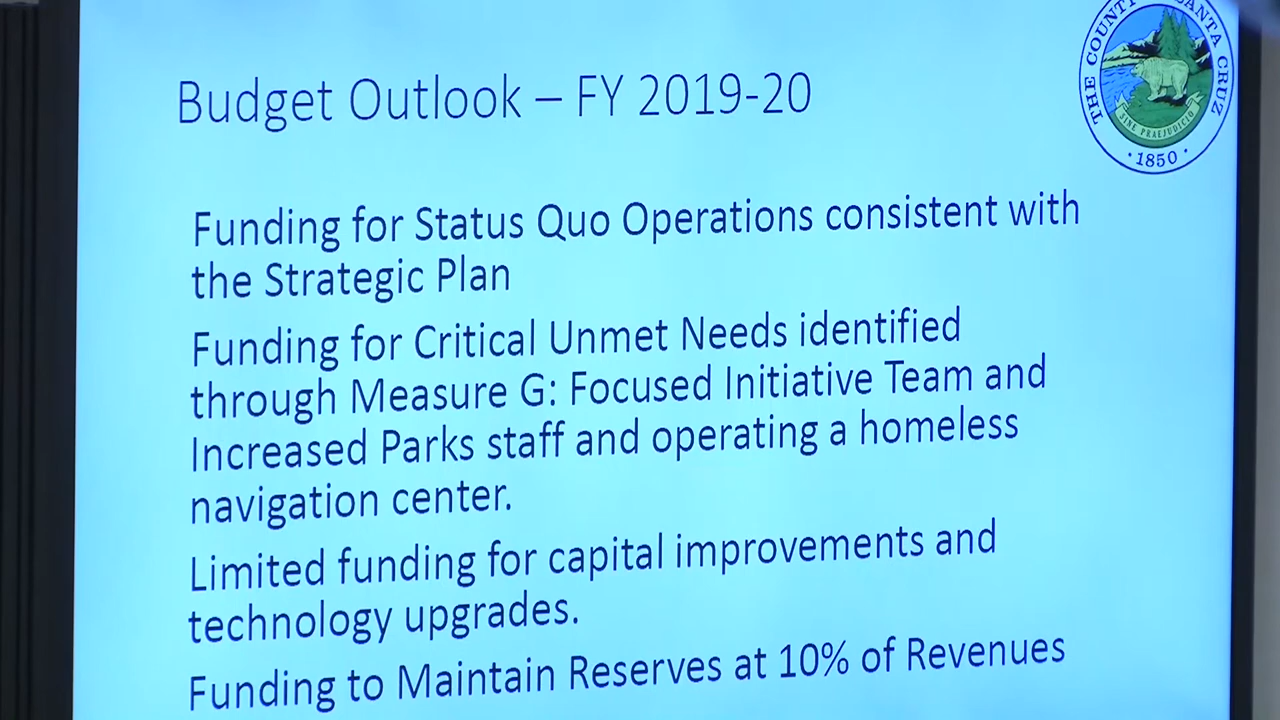 Budget Outlook – FY 2019-20
THE COUNTY SANTA CRUZ
SINE PRAEJUDICIO
· 1850 ·
Funding for Status Quo Operations consistent with
the Strategic Plan
Funding for Critical Unmet Needs identified
through Measure G: Focused Initiative Team and
Increased Parks staff and operating a homeless
navigation center.
Limited funding for capital improvements and
technology upgrades.
Funding to Maintain Reserves at 10% of Revenues